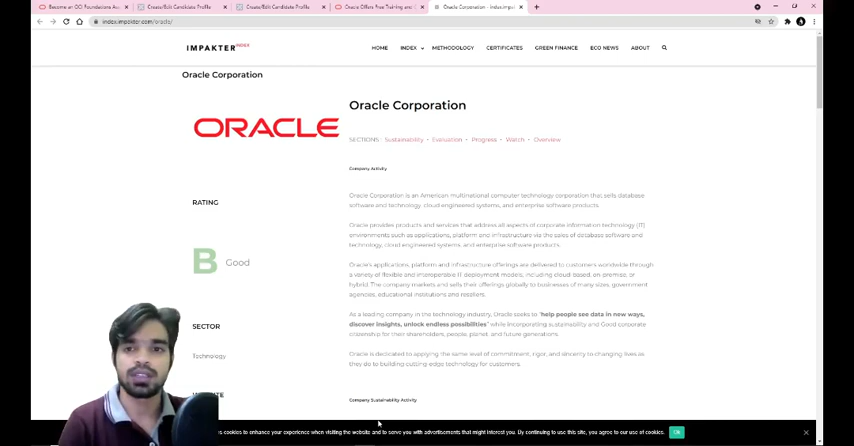 Become an OCI Foundations As
Create/Edit Candidate Profile
Create/Edit Candidate Profile
Oracle Offers Free Training and C
Oracle Corporation - index.impa
index.impakter.com/oracle/
IMPAKTER INDEX
HOME INDEX METHODOLOGY CERTIFICATES GREEN FINANCE ECO NEWS ABOUT
Oracle Corporation
ORACLE
RATING
B Good
SECTOR
Technology
Oracle Corporation
SECTIONS: Sustainability - Evaluation - Progress - Watch - Overview
Company Activity
Oracle Corporation is an American multinational computer technology corporation that sells database
software and technology, cloud engineered systems, and enterprise software products.
Oracle provides products and services that address all aspects of corporate information technology (IT)
environments such as applications, platform and infrastructure via the sales of database software and
technology, cloud engineered systems, and enterprise software products.
Oracle's applications, platform and infrastructure offerings are delivered to customers worldwide through
a variety of flexible and interoperable IT deployment models, including cloud-based, on-premise, or
hybrid. The company markets and sells their offerings globally to businesses of many sizes, government
agencies, educational institutions and resellers.
As a leading company in the technology industry, Oracle seeks to "help people see data in new ways,
discover insights, unlock endless possibilities" while incorporating sustainability and Good corporate
citizenship for their shareholders, people, planet, and future generations.
Oracle is dedicated to applying the same level of commitment, rigor, and sincerity to changing lives as
they do to building cutting-edge technology for customers.
Company Sustainability Activity
cookies to enhance your experience when visiting the website and to serve you with advertisements that might interest you. By continuing to use this site, you agree to our use of cookies. Ok